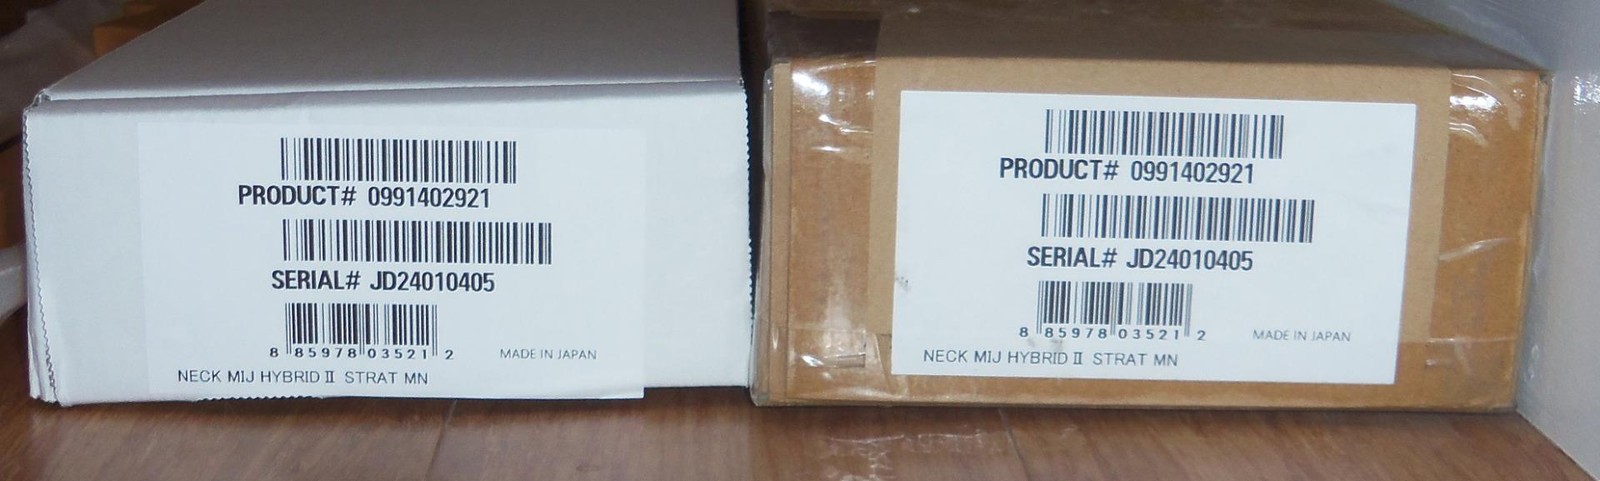 PRODUCT# 0991402921
SERIAL# JD24010405
8 85978 03521 2
MADE IN JAPAN
NECK MIJ HYBRID II STRAT MN
PRODUCT# 0991402921
SERIAL# JD24010405
8 85978 03521 2
MADE IN JAPAN
NECK MIJ HYBRID II STRAT MN